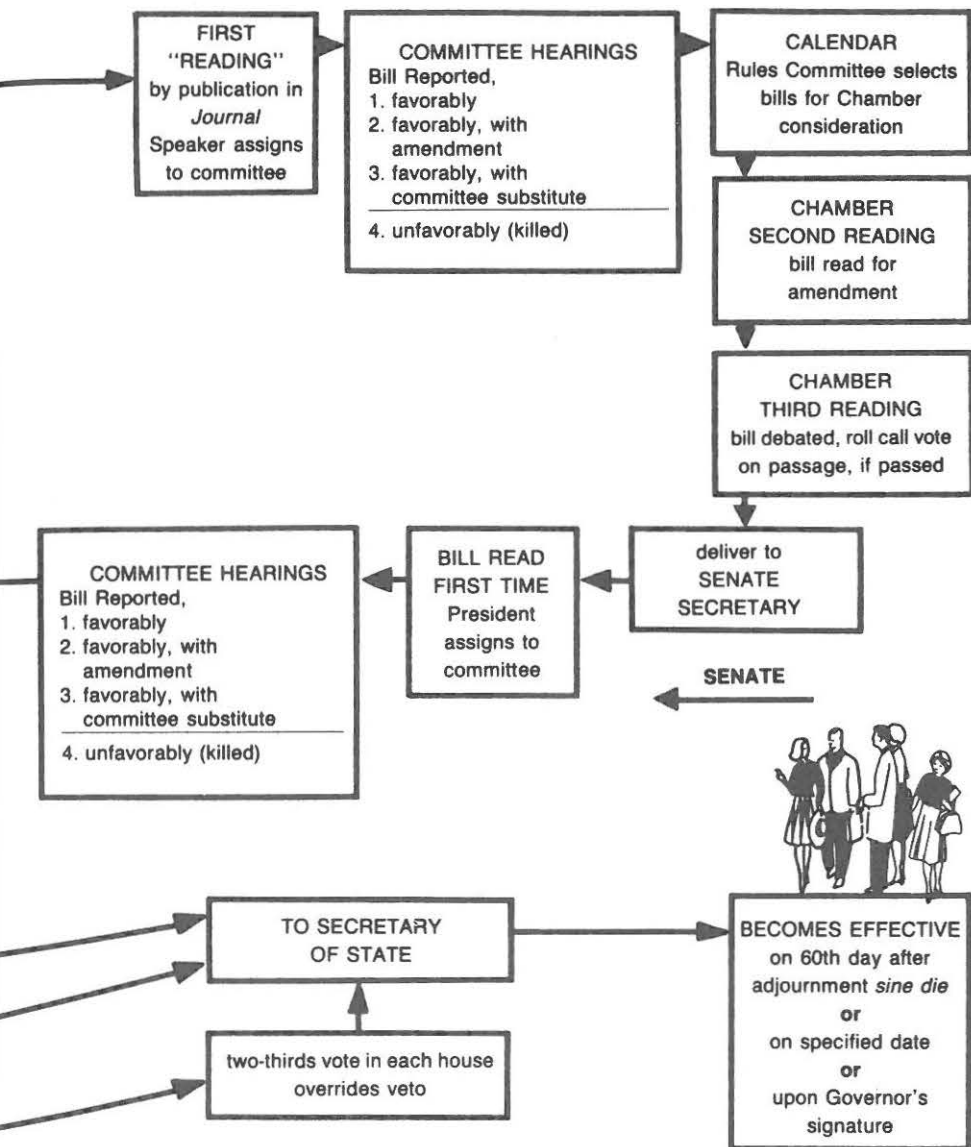 FIRST
"READING"
by publication in
Journal
Speaker assigns
to committee
COMMITTEE HEARINGS
Bill Reported,
1. favorably
2. favorably, with
amendment
3. favorably, with
committee substitute
4. unfavorably (killed)
CALENDAR
Rules Committee selects
bills for Chamber
consideration
CHAMBER
SECOND READING
bill read for
amendment
CHAMBER
THIRD READING
bill debated, roll call vote
on passage, if passed
deliver to
SENATE
SECRETARY
BILL READ
FIRST TIME
President
assigns to
committee
COMMITTEE HEARINGS
Bill Reported,
1. favorably
2. favorably, with
amendment
3. favorably, with
committee substitute
4. unfavorably (killed)
SENATE
TO SECRETARY
OF STATE
two-thirds vote in each house
overrides veto
BECOMES EFFECTIVE
on 60th day after
adjournment sine die
or
on specified date
or
upon Governor's
signature